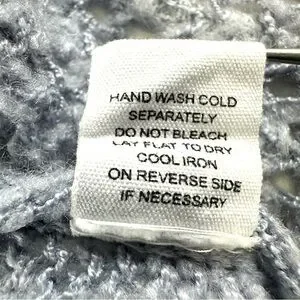 HAND WASH COLD
SEPARATELY
DO NOT BLEACH
LAY FLAT TO DRY
COOL IRON
ON REVERSE SIDE
IF NECESSARY